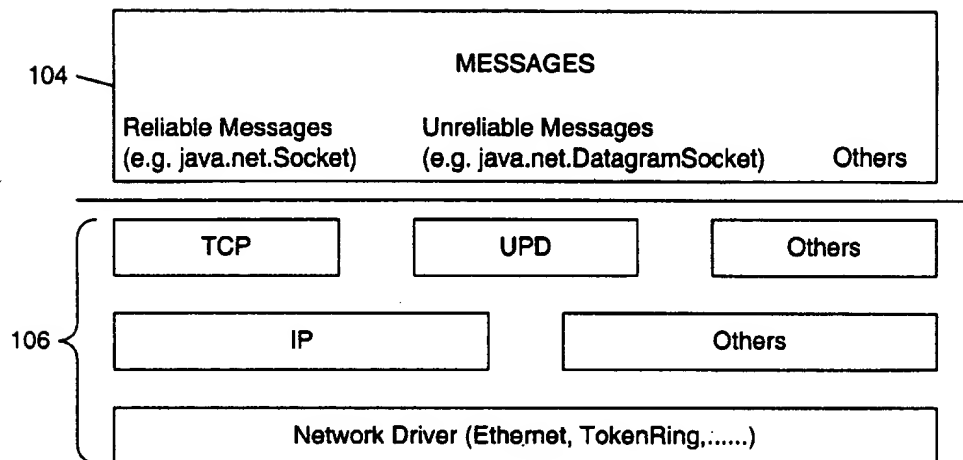 104
MESSAGES
Reliable Messages Unreliable Messages
(e.g. java.net.Socket) (e.g. java.net.DatagramSocket) Others
TCP UPD Others
106
IP Others
Network Driver (Ethernet, TokenRing,......)